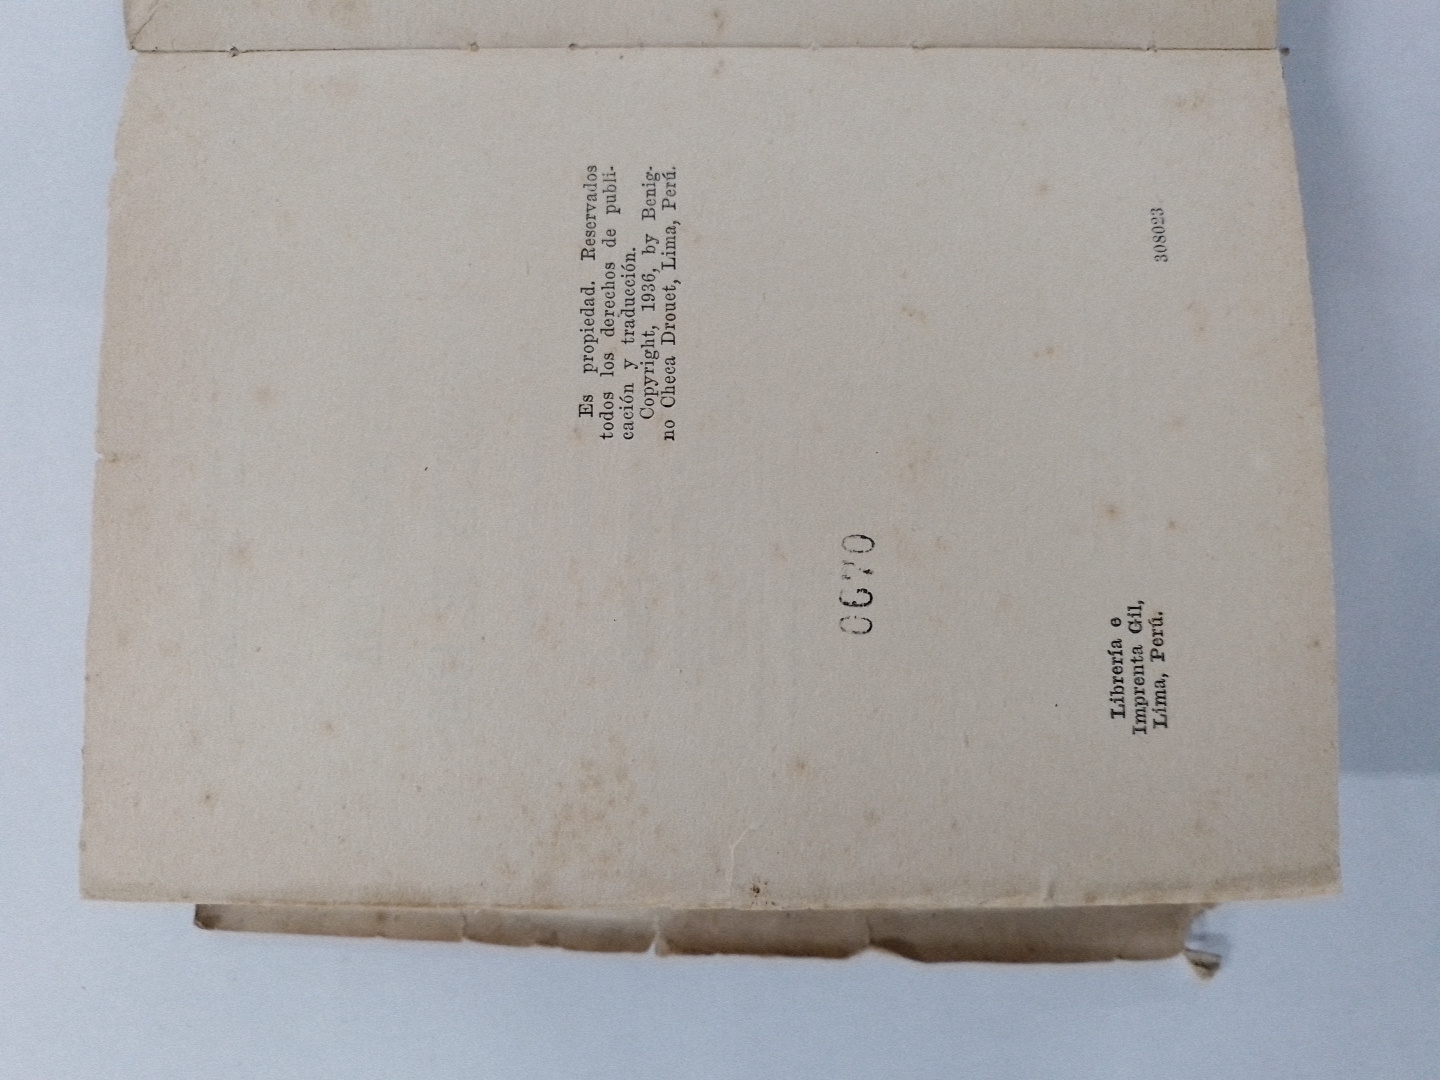 Es propiedad. Reservados
todos los derechos de publi-
cación y traducción.
Copyright, 1936, by Benig-
no Checa Drouet, Lima, Perú.
0670
Librería e
Imprenta Gil,
Lima, Perú.
308023